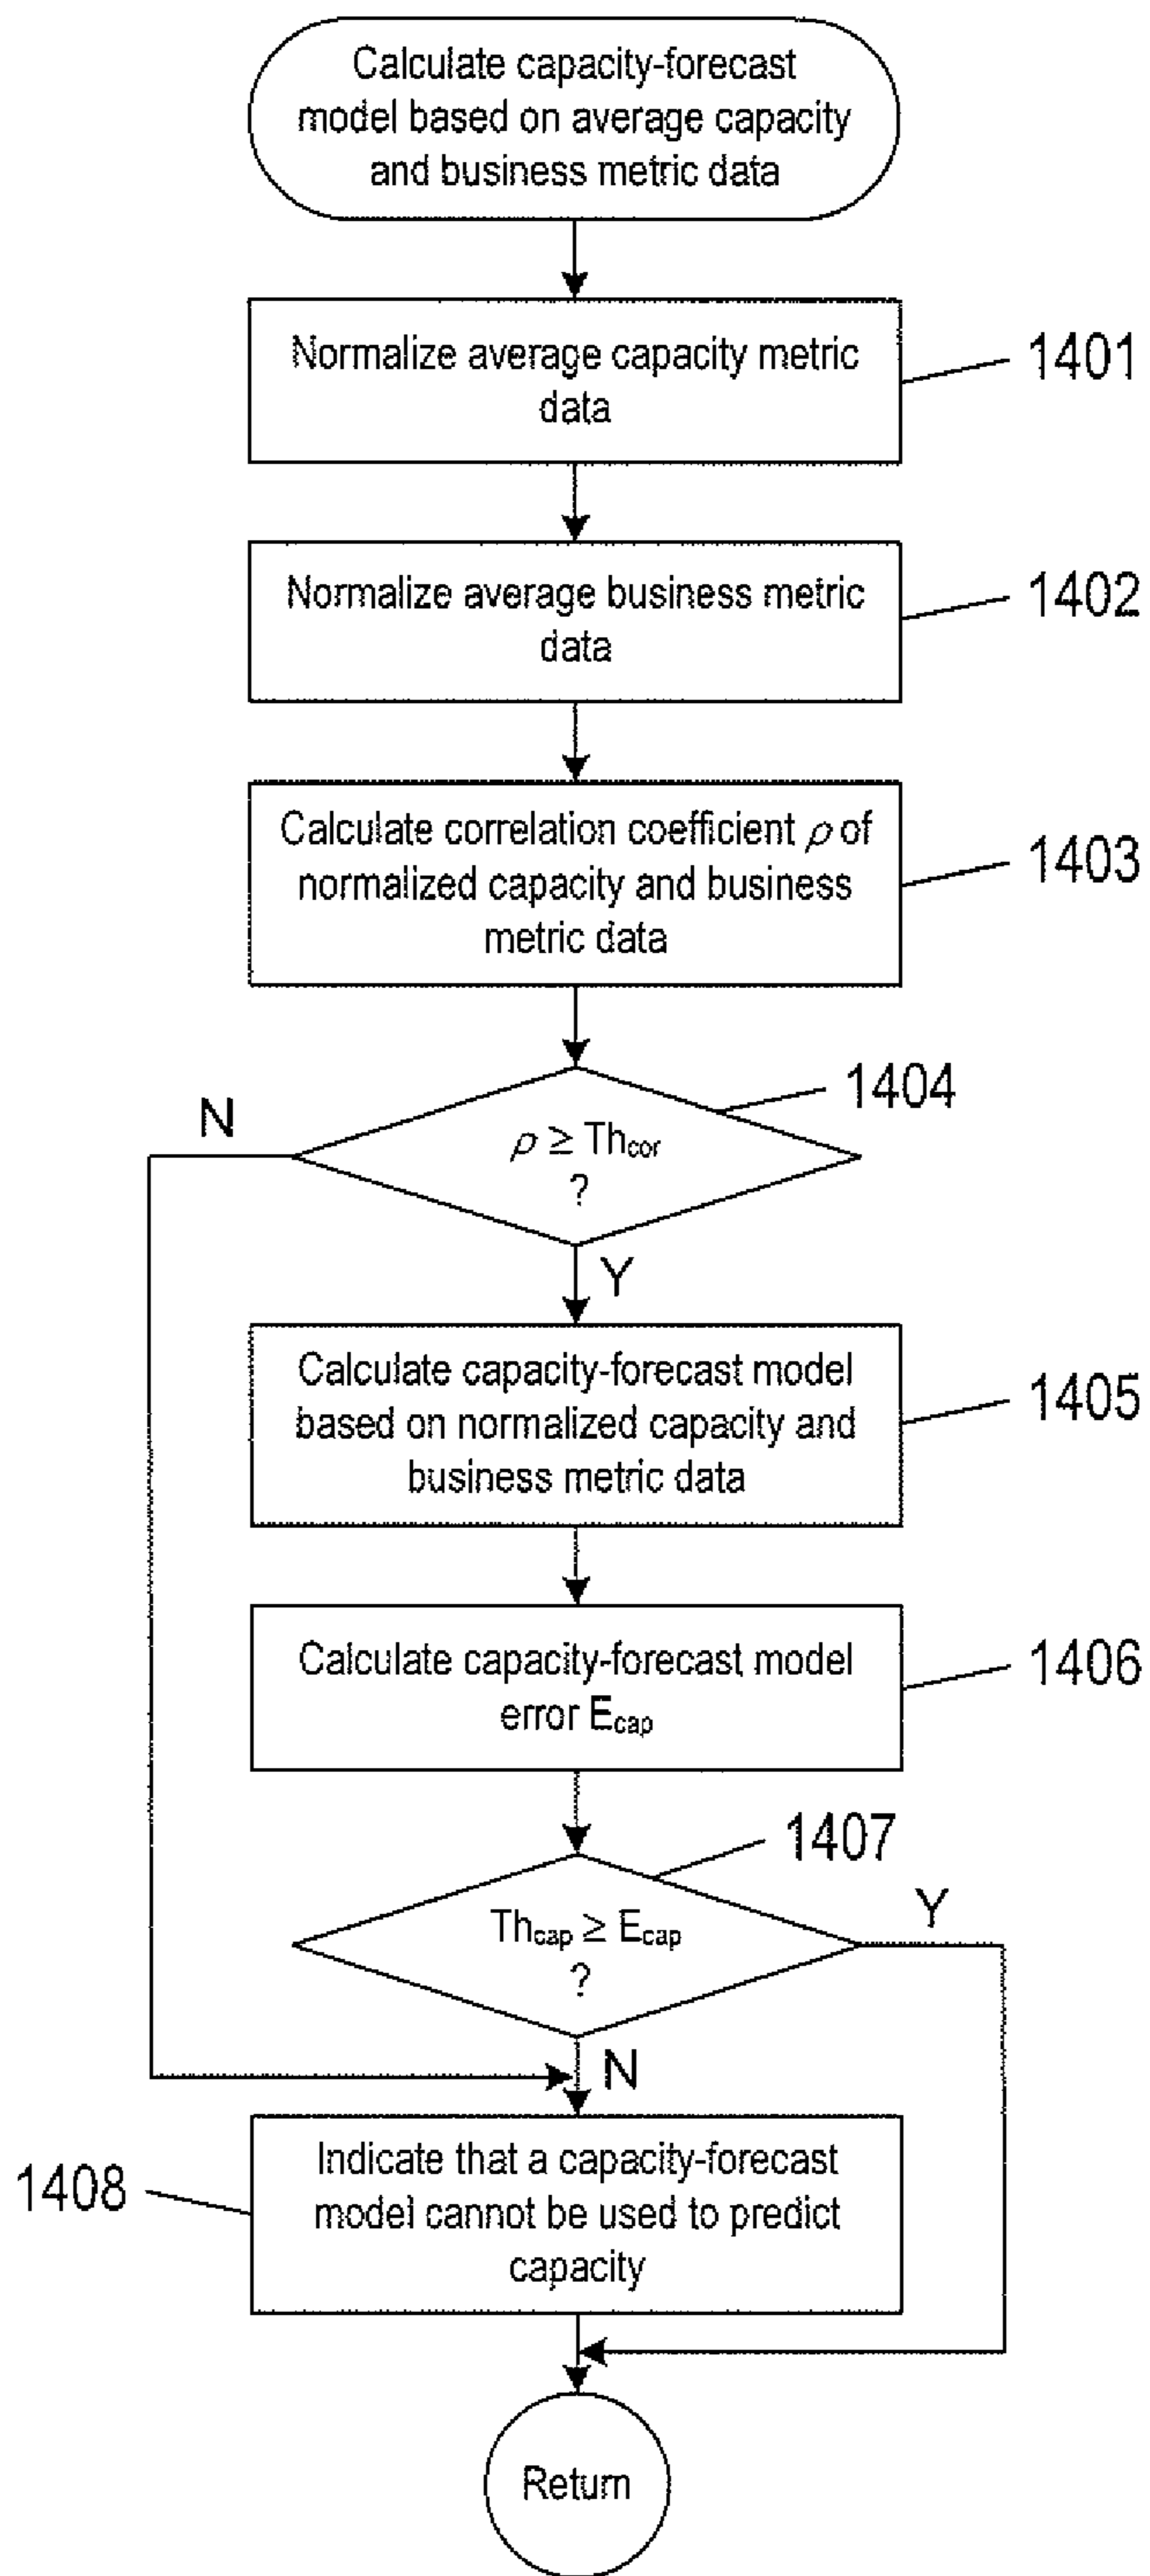 Calculate capacity-forecast
model based on average capacity
and business metric data
Normalize average capacity metric
data
1401
Normalize average business metric
data
1402
Calculate correlation coefficient ρ of
normalized capacity and business
metric data
1403
1404
N
ρ ≥ Thcor
?
Y
Calculate capacity-forecast model
based on normalized capacity and
business metric data
1405
Calculate capacity-forecast model
error Ecap
1406
1407
Thcap ≥ Ecap
?
Y
N
Indicate that a capacity-forecast
model cannot be used to predict
capacity
1408
Return